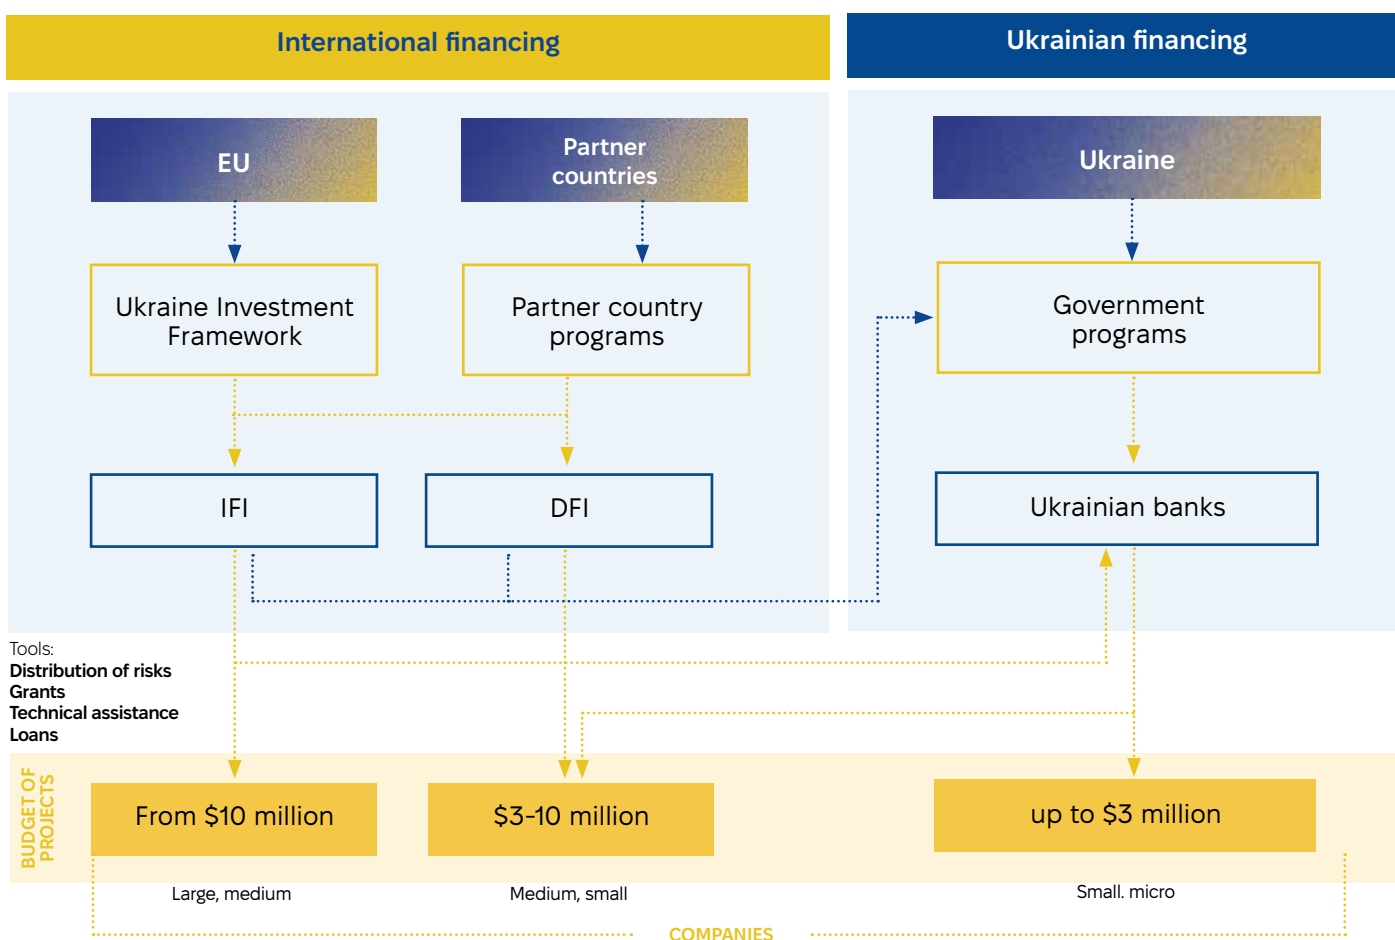 International financing
Ukrainian financing
EU
Partner
countries
Ukraine
Ukraine Investment
Framework
Partner country
programs
Government
programs
IFI
DFI
Ukrainian banks
Tools:
Distribution of risks
Grants
Technical assistance
Loans
BUDGET OF
PROJECTS
From $10 million
$3-10 million
up to $3 million
Large, medium
Medium, small
Small. micro
COMPANIES